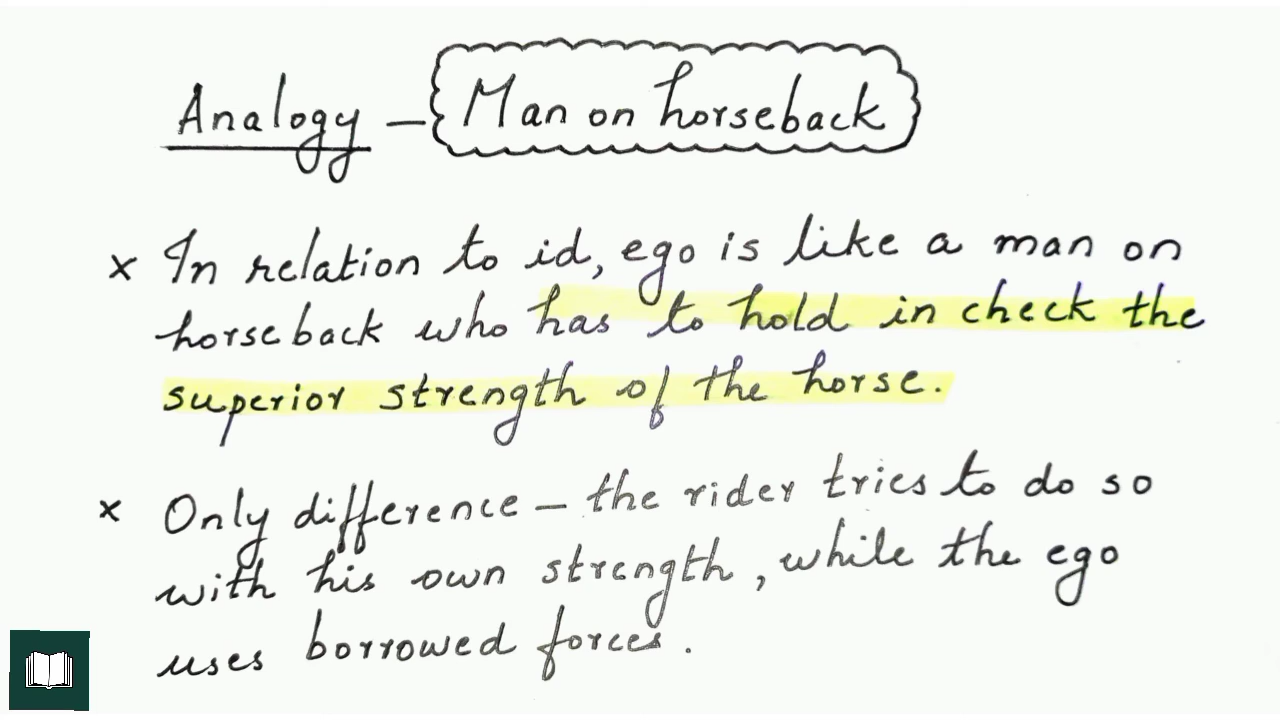 Analogy – Man on horseback
x In relation to id, ego is like a man on
horseback who has to hold in check the
superior strength of the horse.
x Only difference – the rider tries to do so
with his own strength, while the ego
uses borrowed forces.